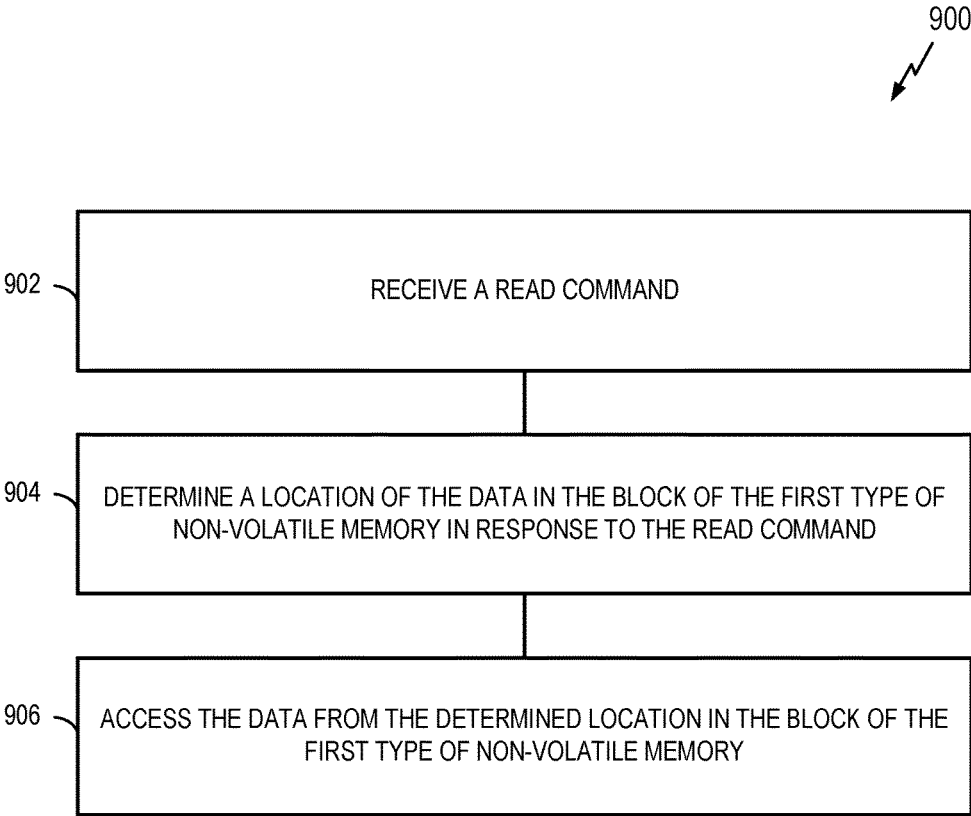 900
902
RECEIVE A READ COMMAND
904
DETERMINE A LOCATION OF THE DATA IN THE BLOCK OF THE FIRST TYPE OF
NON-VOLATILE MEMORY IN RESPONSE TO THE READ COMMAND
906
ACCESS THE DATA FROM THE DETERMINED LOCATION IN THE BLOCK OF THE
FIRST TYPE OF NON-VOLATILE MEMORY